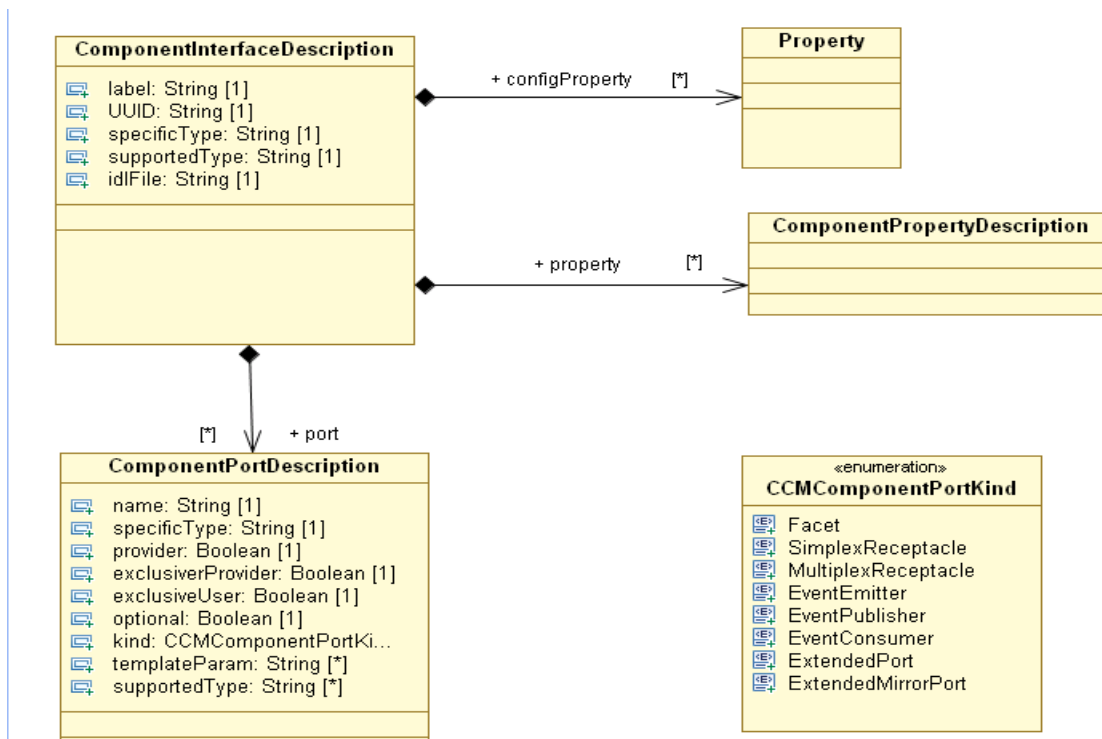 ComponentInterfaceDescription
label: String [1]
UUID: String [1]
specificType: String [1]
supportedType: String [1]
idlFile: String [1]
+ configProperty [*]
Property
+ property [*]
ComponentPropertyDescription
[*] + port
ComponentPortDescription
name: String [1]
specificType: String [1]
provider: Boolean [1]
exclusiverProvider: Boolean [1]
exclusiveUser: Boolean [1]
optional: Boolean [1]
kind: CCMComponentPortKi...
templateParam: String [*]
supportedType: String [*]
«enumeration»
CCMComponentPortKind
Facet
SimplexReceptacle
MultiplexReceptacle
EventEmitter
EventPublisher
EventConsumer
ExtendedPort
ExtendedMirrorPort